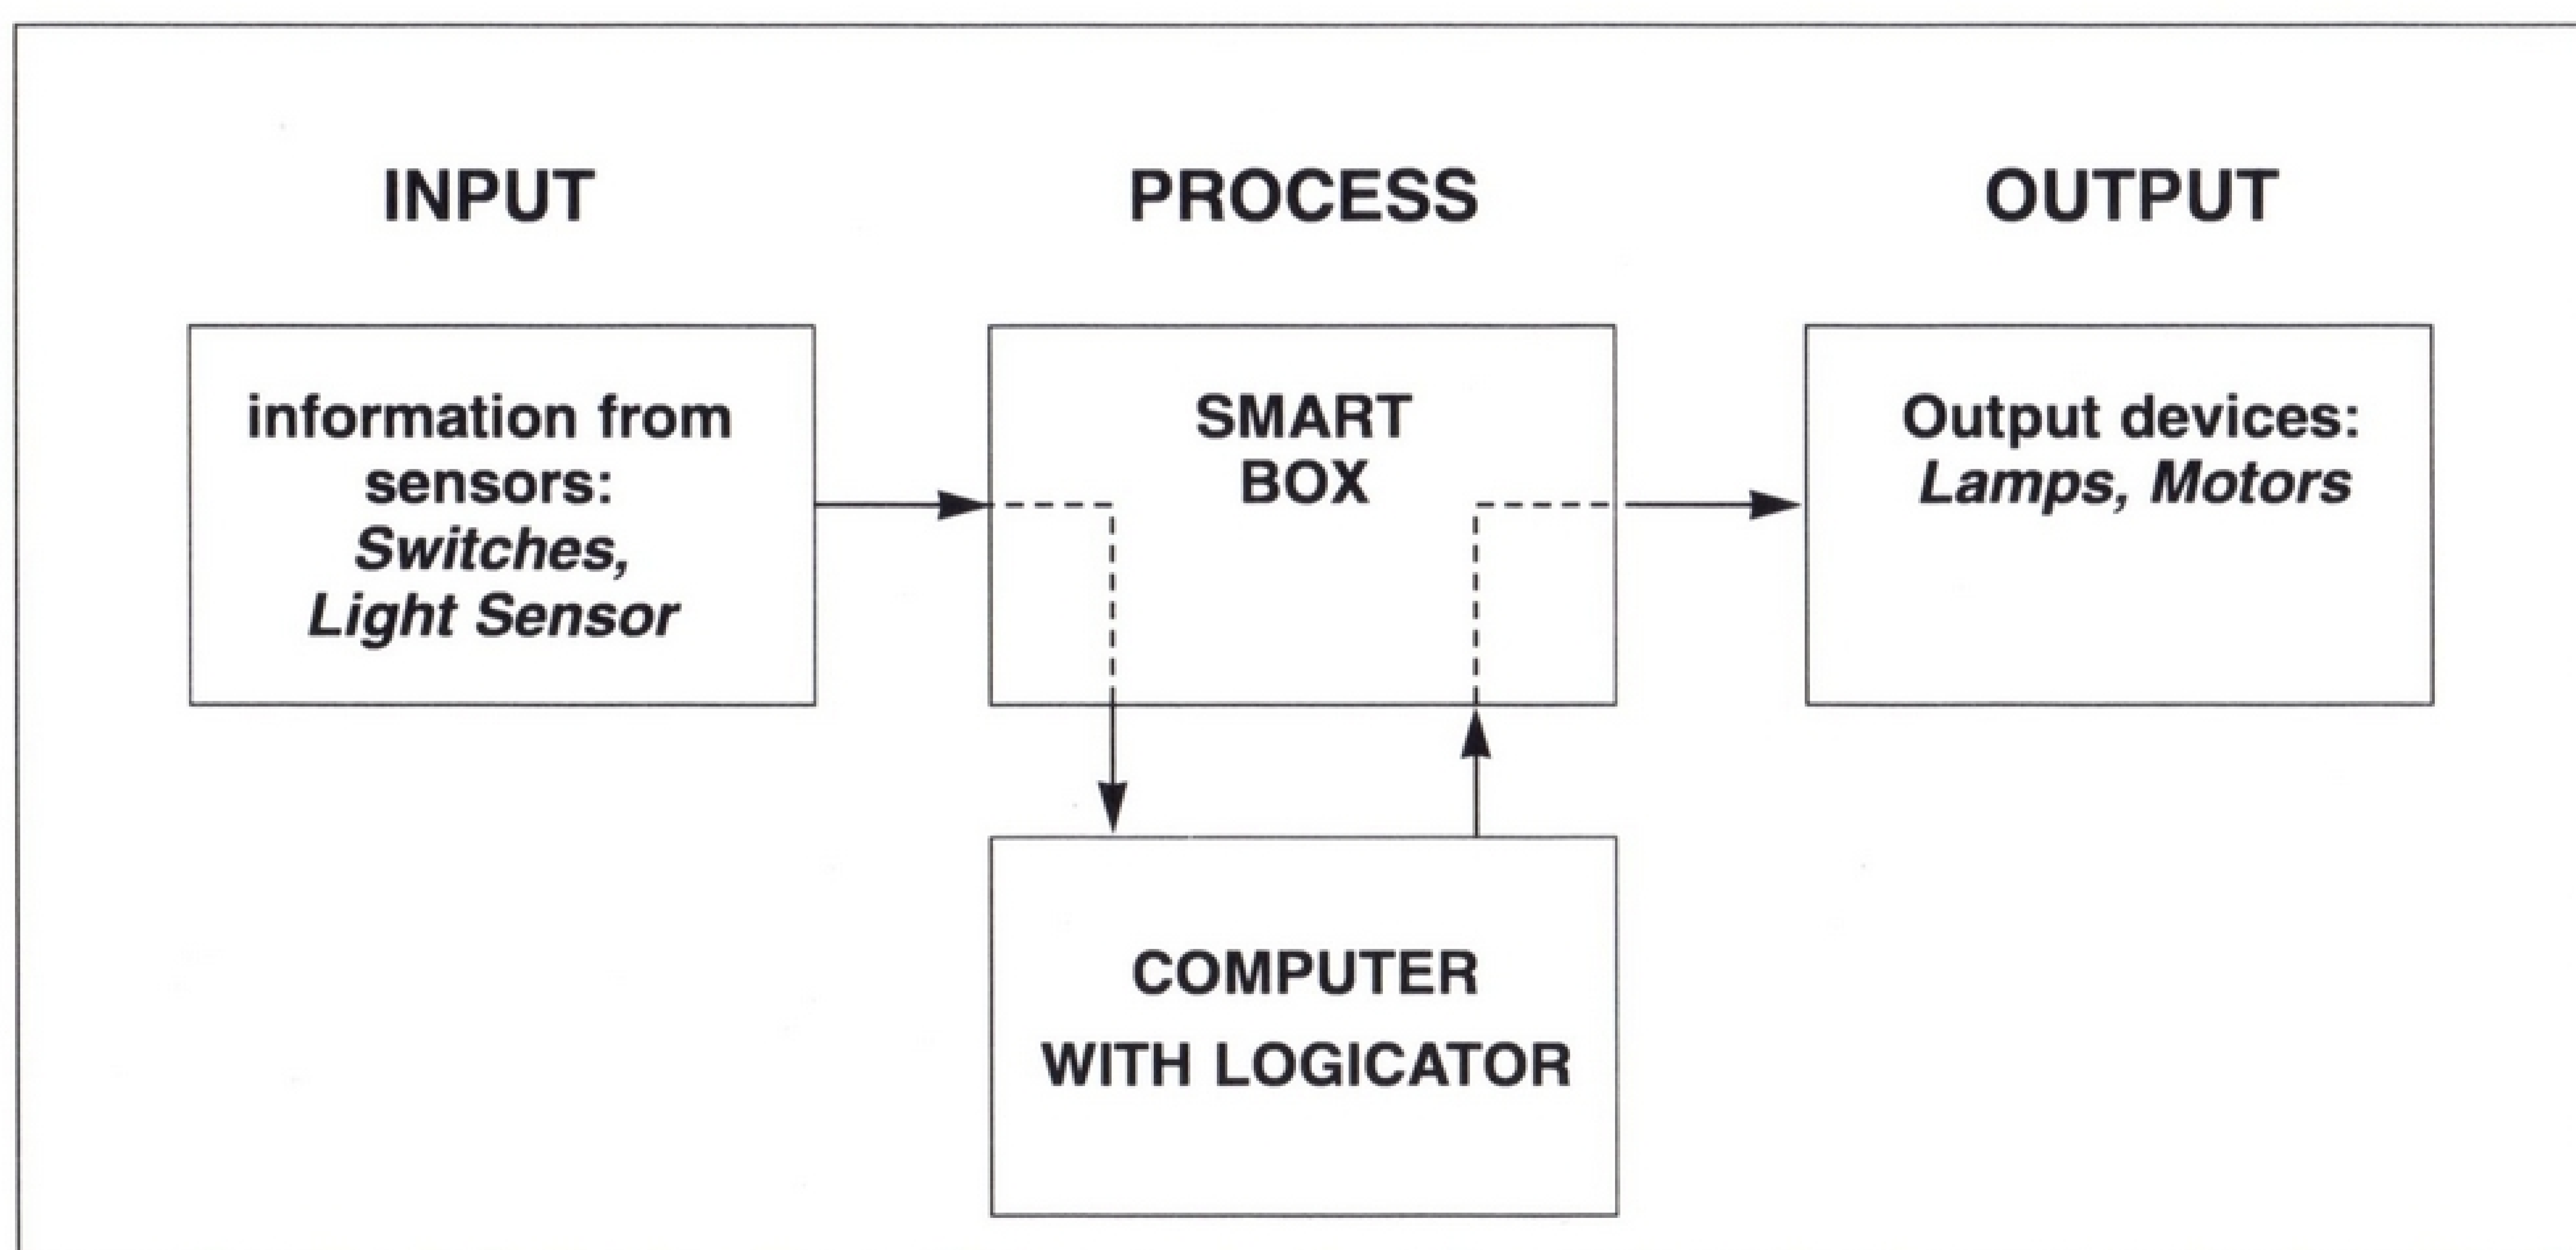 INPUT
PROCESS
OUTPUT
information from
sensors:
Switches,
Light Sensor
SMART
BOX
Output devices:
Lamps, Motors
COMPUTER
WITH LOGICATOR